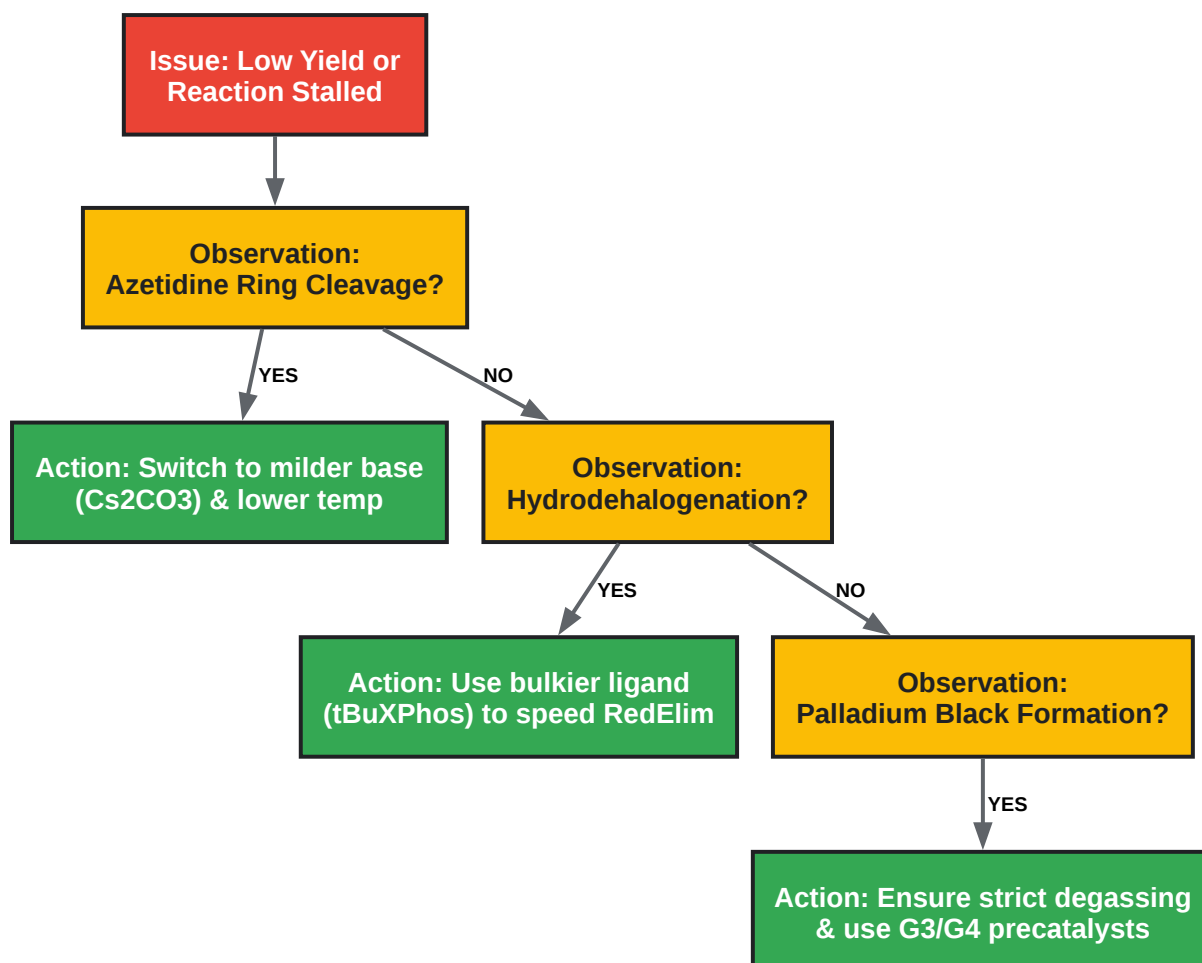 Issue: Low Yield or
Reaction Stalled
Observation:
Azetidine Ring Cleavage?
YES
NO
Action: Switch to milder base
(Cs2CO3) & lower temp
Observation:
Hydrodehalogenation?
YES
NO
Action: Use bulkier ligand
(tBuXPhos) to speed RedElim
Observation:
Palladium Black Formation?
YES
Action: Ensure strict degassing
& use G3/G4 precatalysts